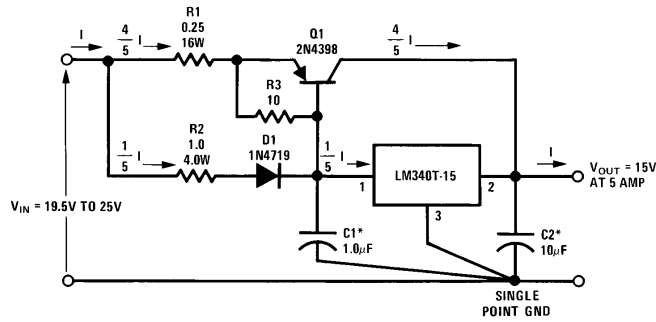 I
4/5 I
R1
0.25
16W
Q1
2N4398
4/5 I
R3
10
1/5 I
R2
1.0
4.0W
D1
1N4719
1/5 I
1
LM340T-15
2
3
I
VOUT = 15V
AT 5 AMP
VIN = 19.5V TO 25V
C1*
1.0μF
C2*
10μF
SINGLE
POINT GND